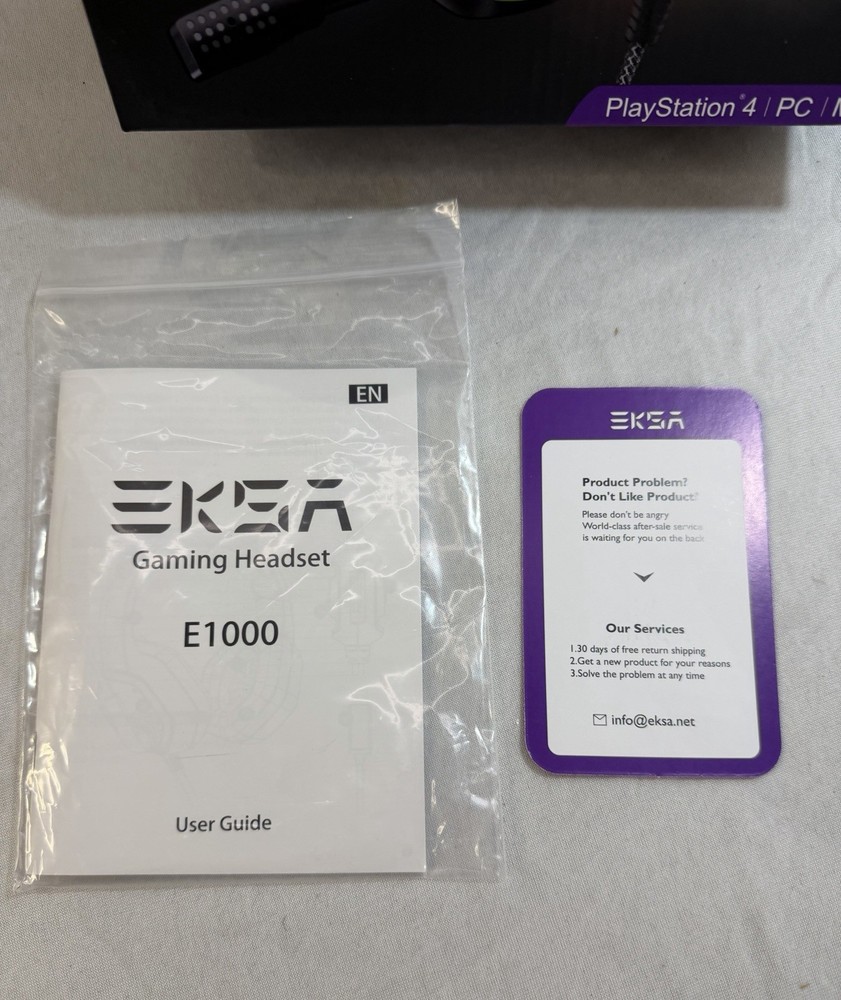 PlayStation®4 / PC / M
EN
EKSA
Gaming Headset
E1000
User Guide
EKSA
Product Problem?
Don't Like Product?
Please don't be angry
World-class after-sale service
is waiting for you on the back
Our Services
1.30 days of free return shipping
2.Get a new product for your reasons
3.Solve the problem at any time
info@eksa.net